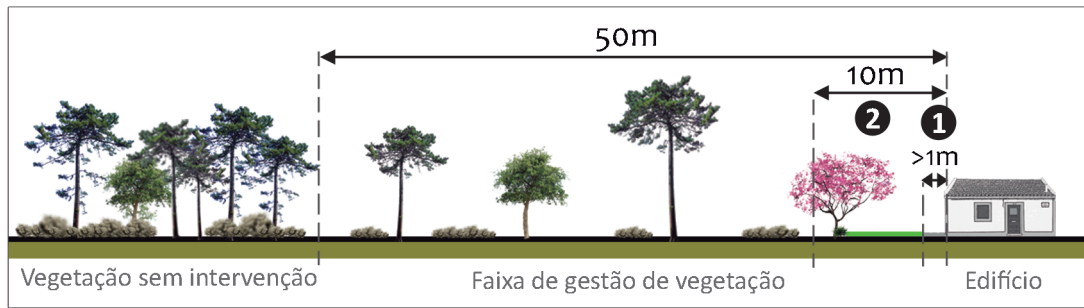 50m
10m
2
1
>1m
Vegetação sem intervenção
Faixa de gestão de vegetação
Edifício